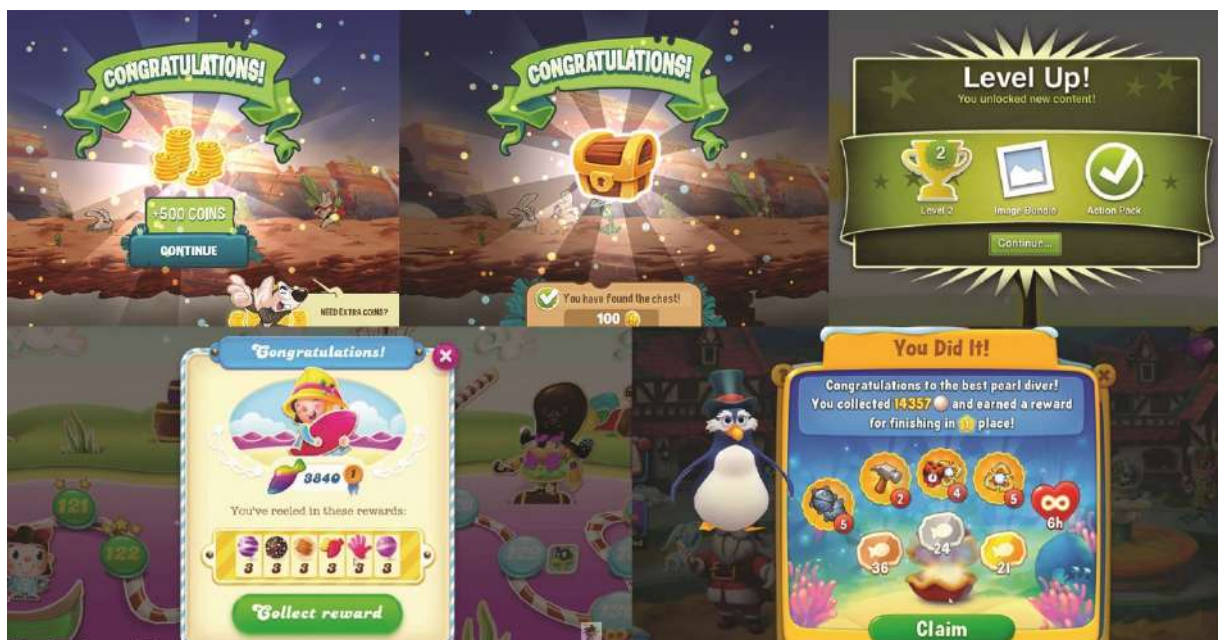 CONGRATULATIONS!
+500 COINS
CONTINUE
NEED EXTRA COINS?
CONGRATULATIONS!
You have found the chest!
100
Level Up!
You unlocked new content!
2
Level 2
Image Bundle
Action Pack
Continue...
Congratulations!
3840
1
You've reeled in these rewards:
3 3 3 3 3 3
Collect reward
121
122
You Did It!
Congratulations to the best pearl diver!
You collected 14357 and earned a reward
for finishing in place!
2 4 5
5
6h
24
36 21
Claim